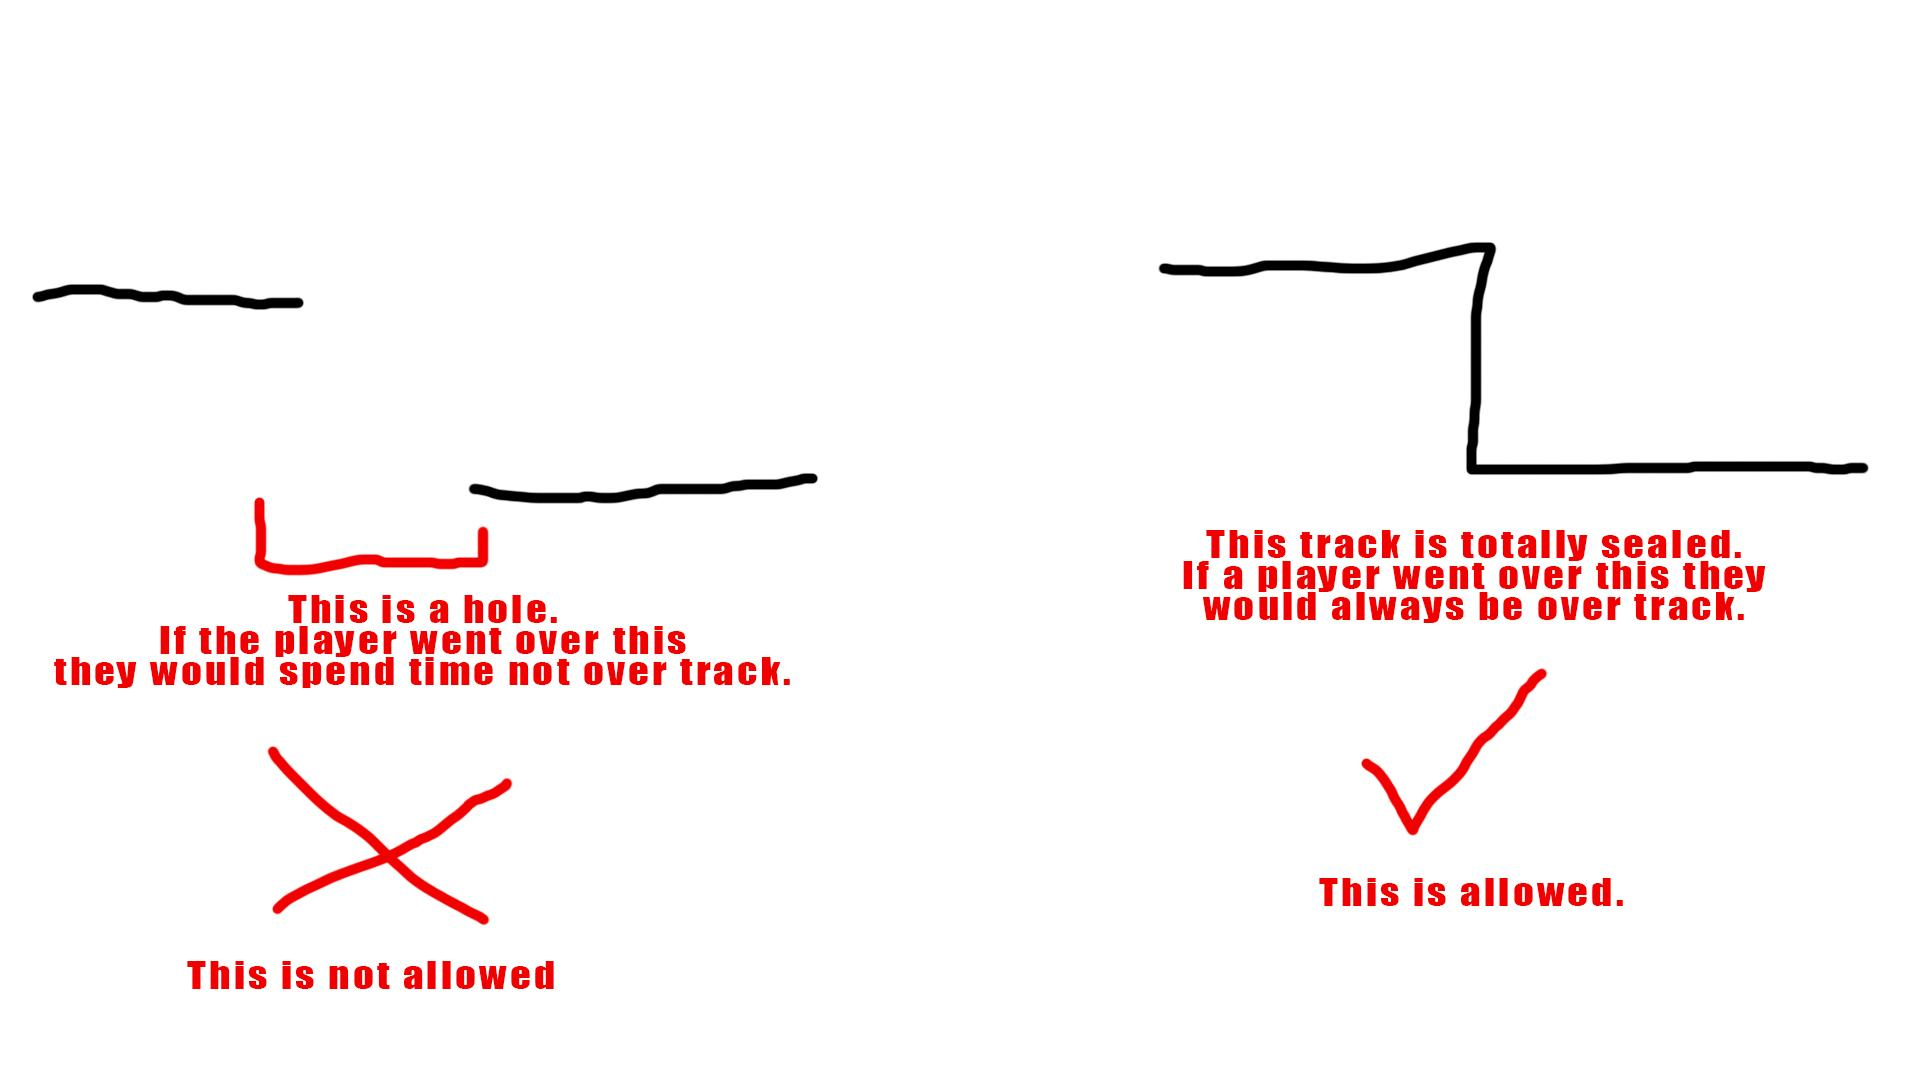 This is a hole.
If the player went over this
they would spend time not over track.
This is not allowed
This track is totally sealed.
If a player went over this they
would always be over track.
This is allowed.